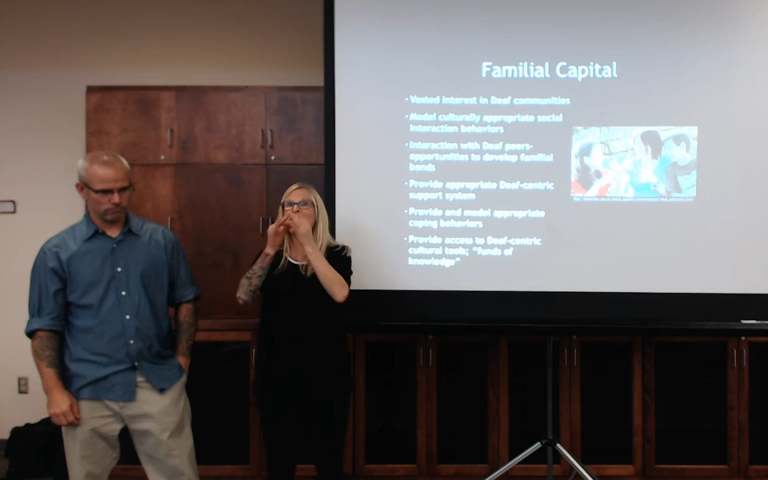 Familial Capital
• Vested interest in Deaf communities
• Model culturally appropriate social
interaction behaviors
• Interaction with Deaf peers-
opportunities to develop familial
bonds
• Provide appropriate Deaf-centric
support system
• Provide and model appropriate
coping behaviors
• Provide access to Deaf-centric
cultural tools; "funds of
knowledge"